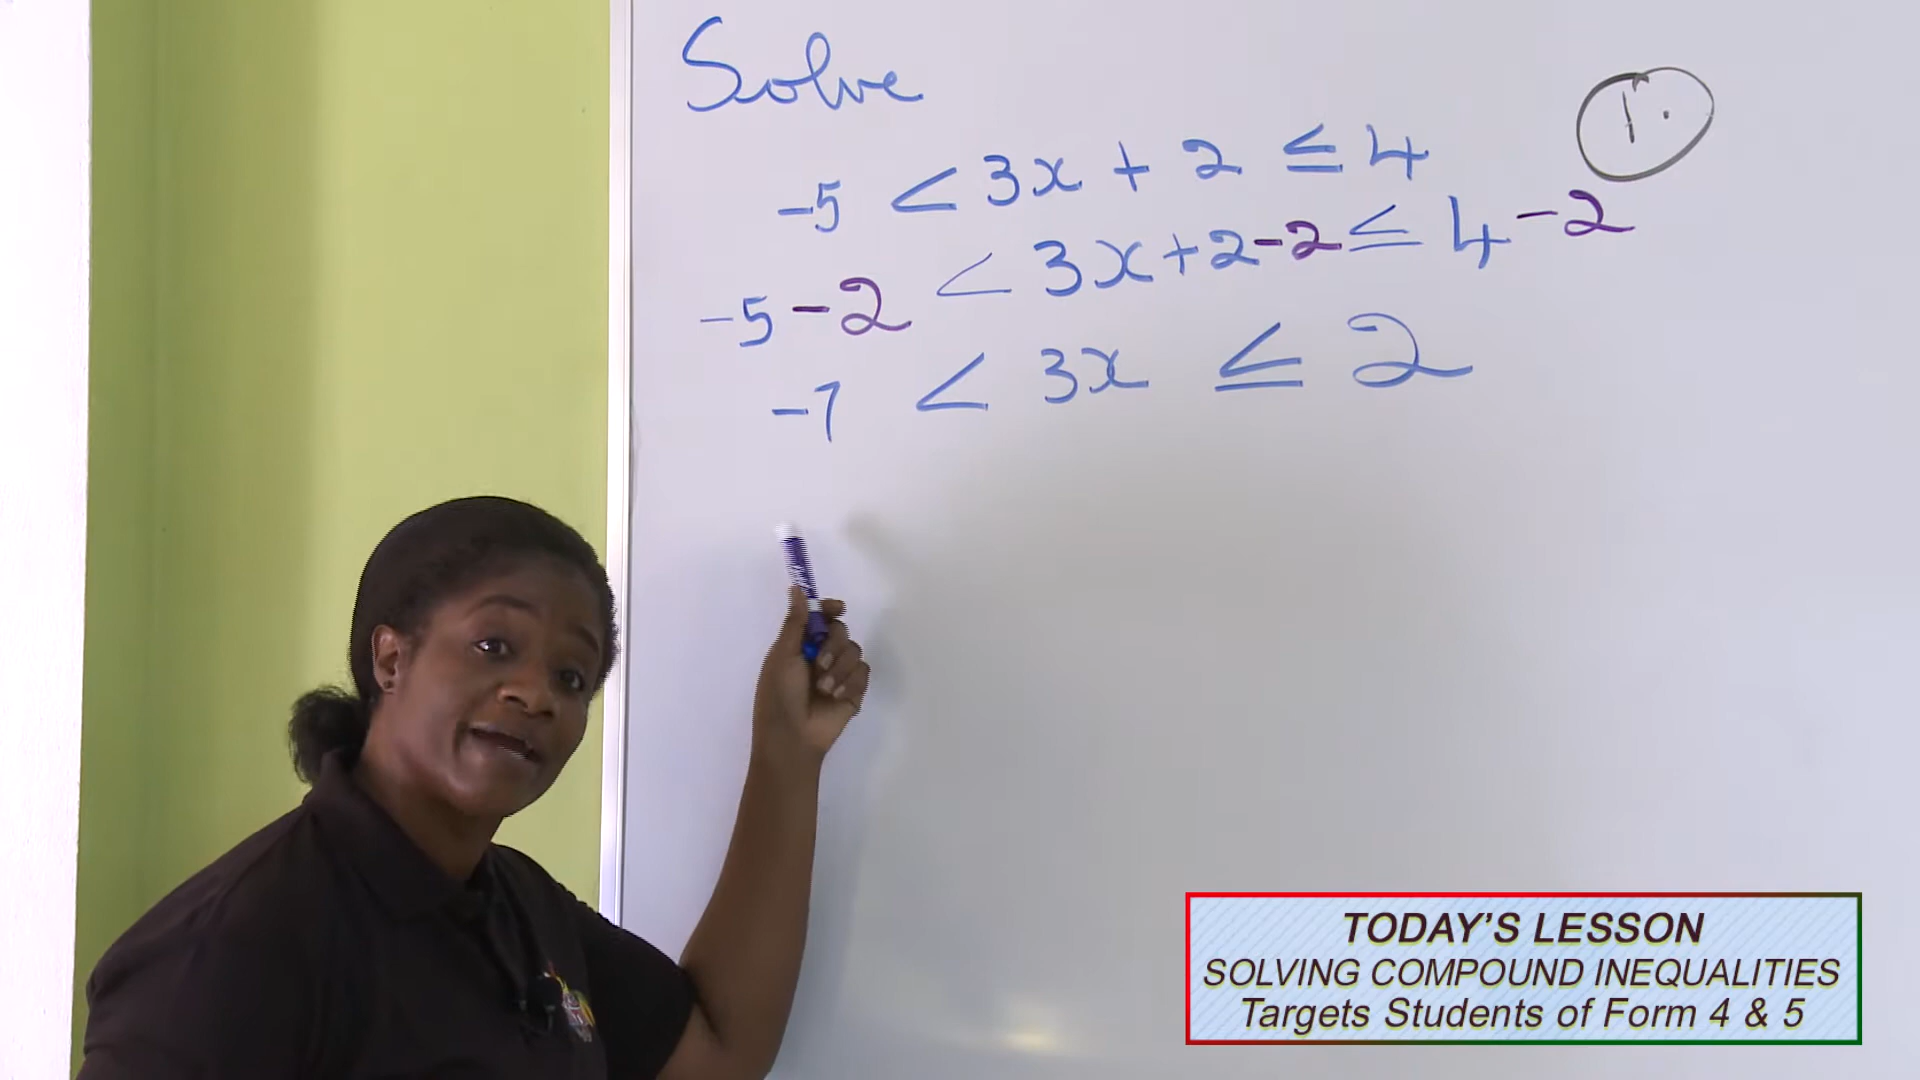 Solve
1.
-5 < 3x + 2 ≤ 4
-5 -2 < 3x+2-2 ≤ 4 -2
-7 < 3x ≤ 2
TODAY'S LESSON
SOLVING COMPOUND INEQUALITIES
Targets Students of Form 4 & 5